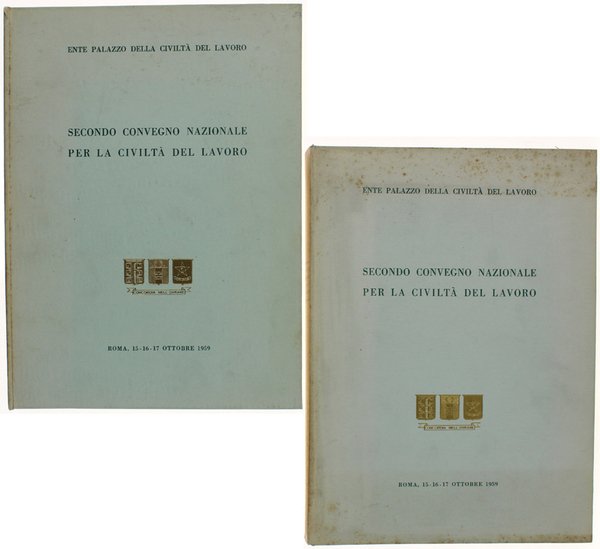 ENTE PALAZZO DELLA CIVILTÀ DEL LAVORO
SECONDO CONVEGNO NAZIONALE
PER LA CIVILTÀ DEL LAVORO
ROMA, 15-16-17 OTTOBRE 1959
ENTE PALAZZO DELLA CIVILTÀ DEL LAVORO
SECONDO CONVEGNO NAZIONALE
PER LA CIVILTÀ DEL LAVORO
ROMA, 15-16-17 OTTOBRE 1959